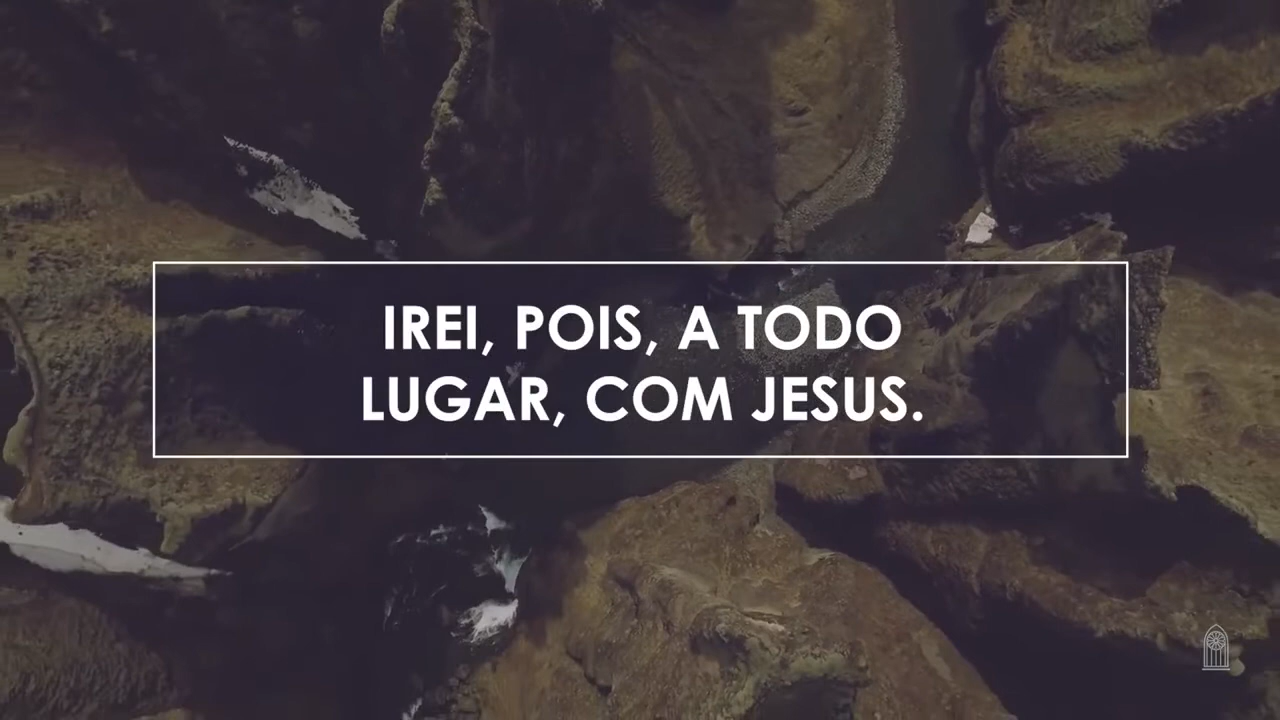 IREI, POIS, A TODO
LUGAR, COM JESUS.